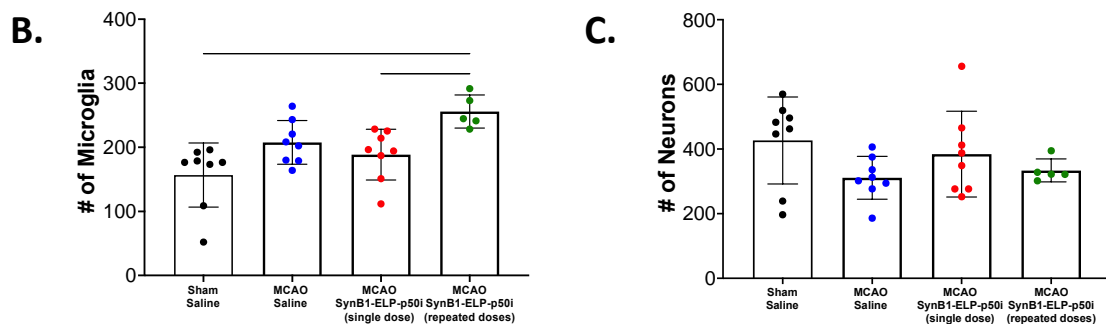 B.
# of Microglia
400
300
200
100
0
Sham
Saline
MCAO
Saline
MCAO
SynB1-ELP-p50i
(single dose)
MCAO
SynB1-ELP-p50i
(repeated doses)
C.
# of Neurons
800
600
400
200
0
Sham
Saline
MCAO
Saline
MCAO
SynB1-ELP-p50i
(single dose)
MCAO
SynB1-ELP-p50i
(repeated doses)